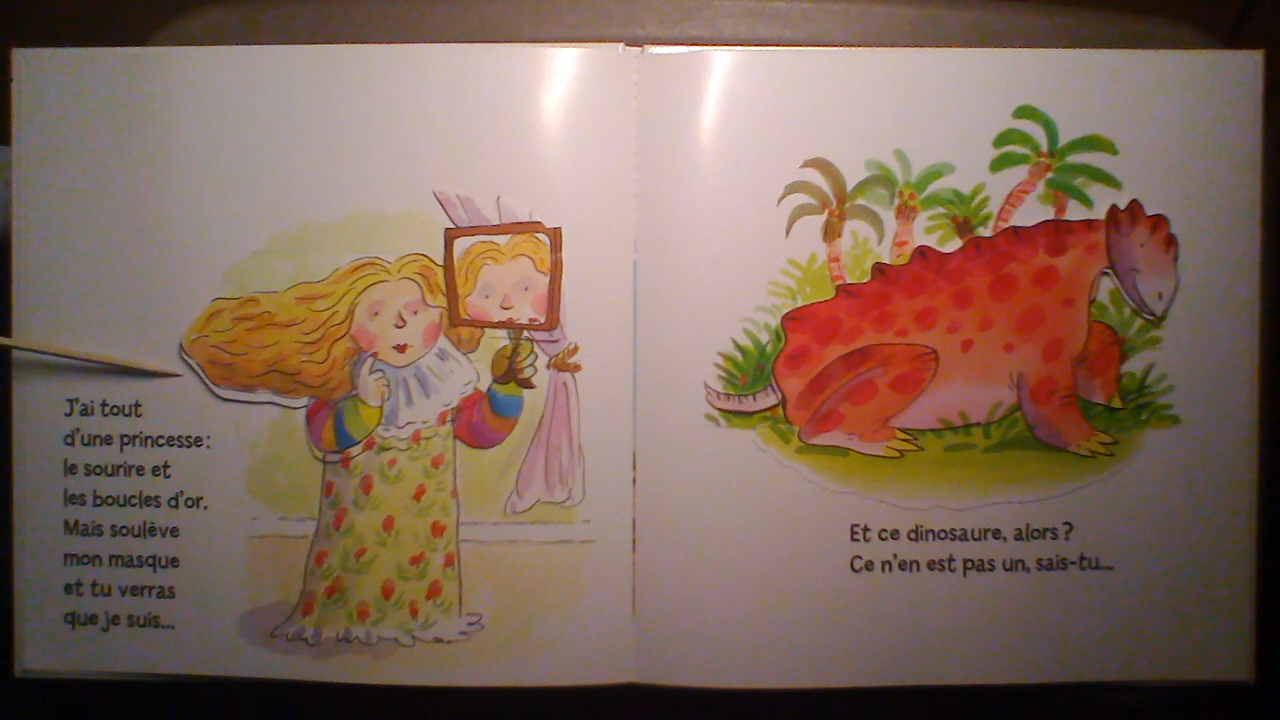 J'ai tout
d'une princesse :
le sourire et
les boucles d'or.
Mais soulève
mon masque
et tu verras
que je suis...
Et ce dinosaure, alors ?
Ce n'en est pas un, sais-tu...